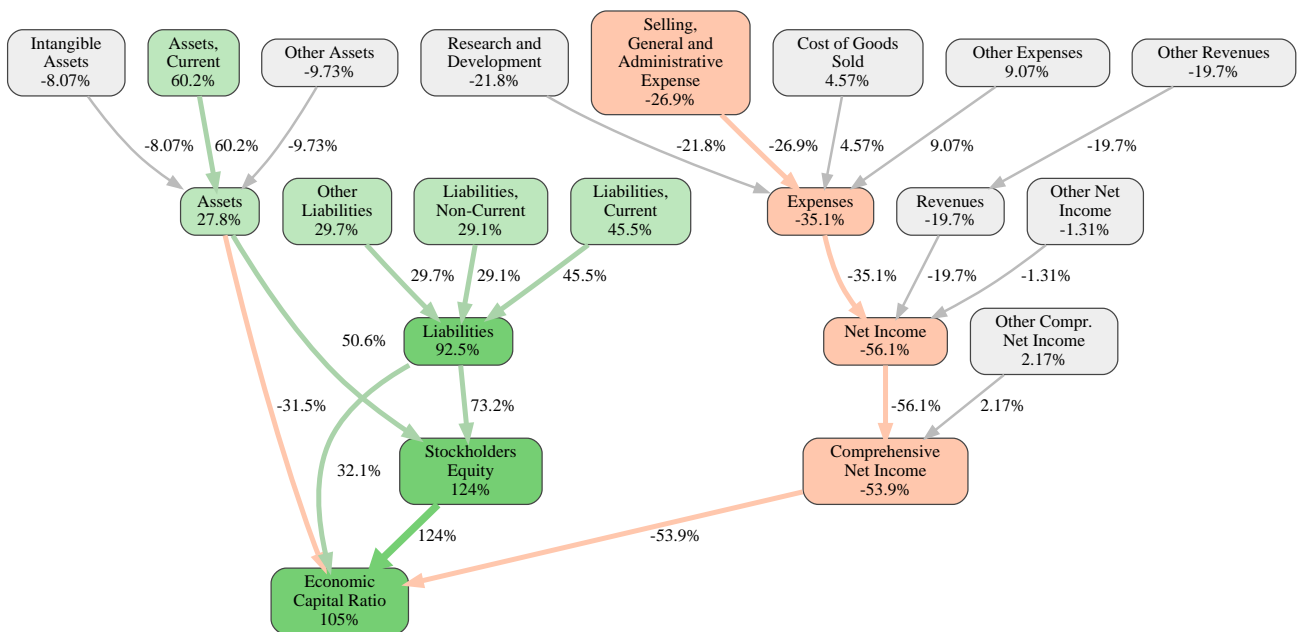 Intangible
Assets
-8.07%
Assets,
Current
60.2%
Other Assets
-9.73%
Research and
Development
-21.8%
Selling,
General and
Administrative
Expense
-26.9%
Cost of Goods
Sold
4.57%
Other Expenses
9.07%
Other Revenues
-19.7%
-8.07%
60.2%
-9.73%
-21.8%
-26.9%
4.57%
9.07%
-19.7%
Assets
27.8%
Other
Liabilities
29.7%
Liabilities,
Non-Current
29.1%
Liabilities,
Current
45.5%
Expenses
-35.1%
Revenues
-19.7%
Other Net
Income
-1.31%
29.7%
29.1%
45.5%
-35.1%
-19.7%
-1.31%
Liabilities
92.5%
Net Income
-56.1%
Other Compr.
Net Income
2.17%
50.6%
-31.5%
73.2%
-56.1%
2.17%
Stockholders
Equity
124%
Comprehensive
Net Income
-53.9%
32.1%
124%
-53.9%
Economic
Capital Ratio
105%